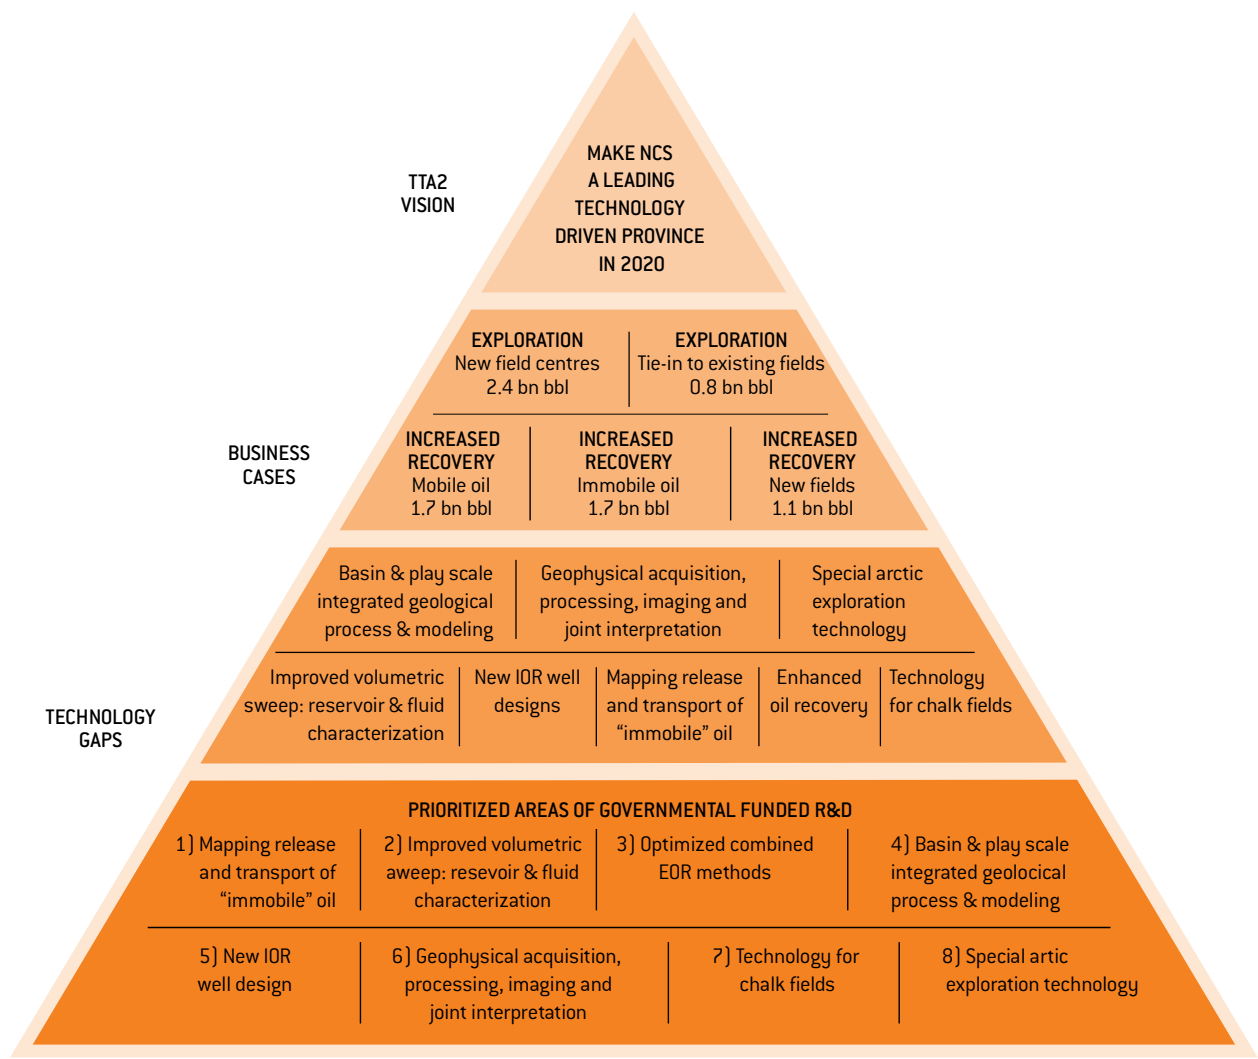 TTA2
VISION
MAKE NCS
A LEADING
TECHNOLOGY
DRIVEN PROVINCE
IN 2020
BUSINESS
CASES
EXPLORATION
New field centres
2.4 bn bbl
EXPLORATION
Tie-in to existing fields
0.8 bn bbl
INCREASED
RECOVERY
Mobile oil
1.7 bn bbl
INCREASED
RECOVERY
Immobile oil
1.7 bn bbl
INCREASED
RECOVERY
New fields
1.1 bn bbl
TECHNOLOGY
GAPS
Basin & play scale
integrated geological
process & modeling
Geophysical acquisition,
processing, imaging and
joint interpretation
Special arctic
exploration
technology
Improved volumetric
sweep: reservoir & fluid
characterization
New IOR well
designs
Mapping release
and transport of
“immobile” oil
Enhanced
oil recovery
Technology
for chalk fields
PRIORITIZED AREAS OF GOVERNMENTAL FUNDED R&D
1) Mapping release
and transport of
“immobile” oil
2) Improved volumetric
aweep: resevoir & fluid
characterization
3) Optimized combined
EOR methods
4) Basin & play scale
integrated geolocical
process & modeling
5) New IOR
well design
6) Geophysical acquisition,
processing, imaging and
joint interpretation
7) Technology for
chalk fields
8) Special artic
exploration technology